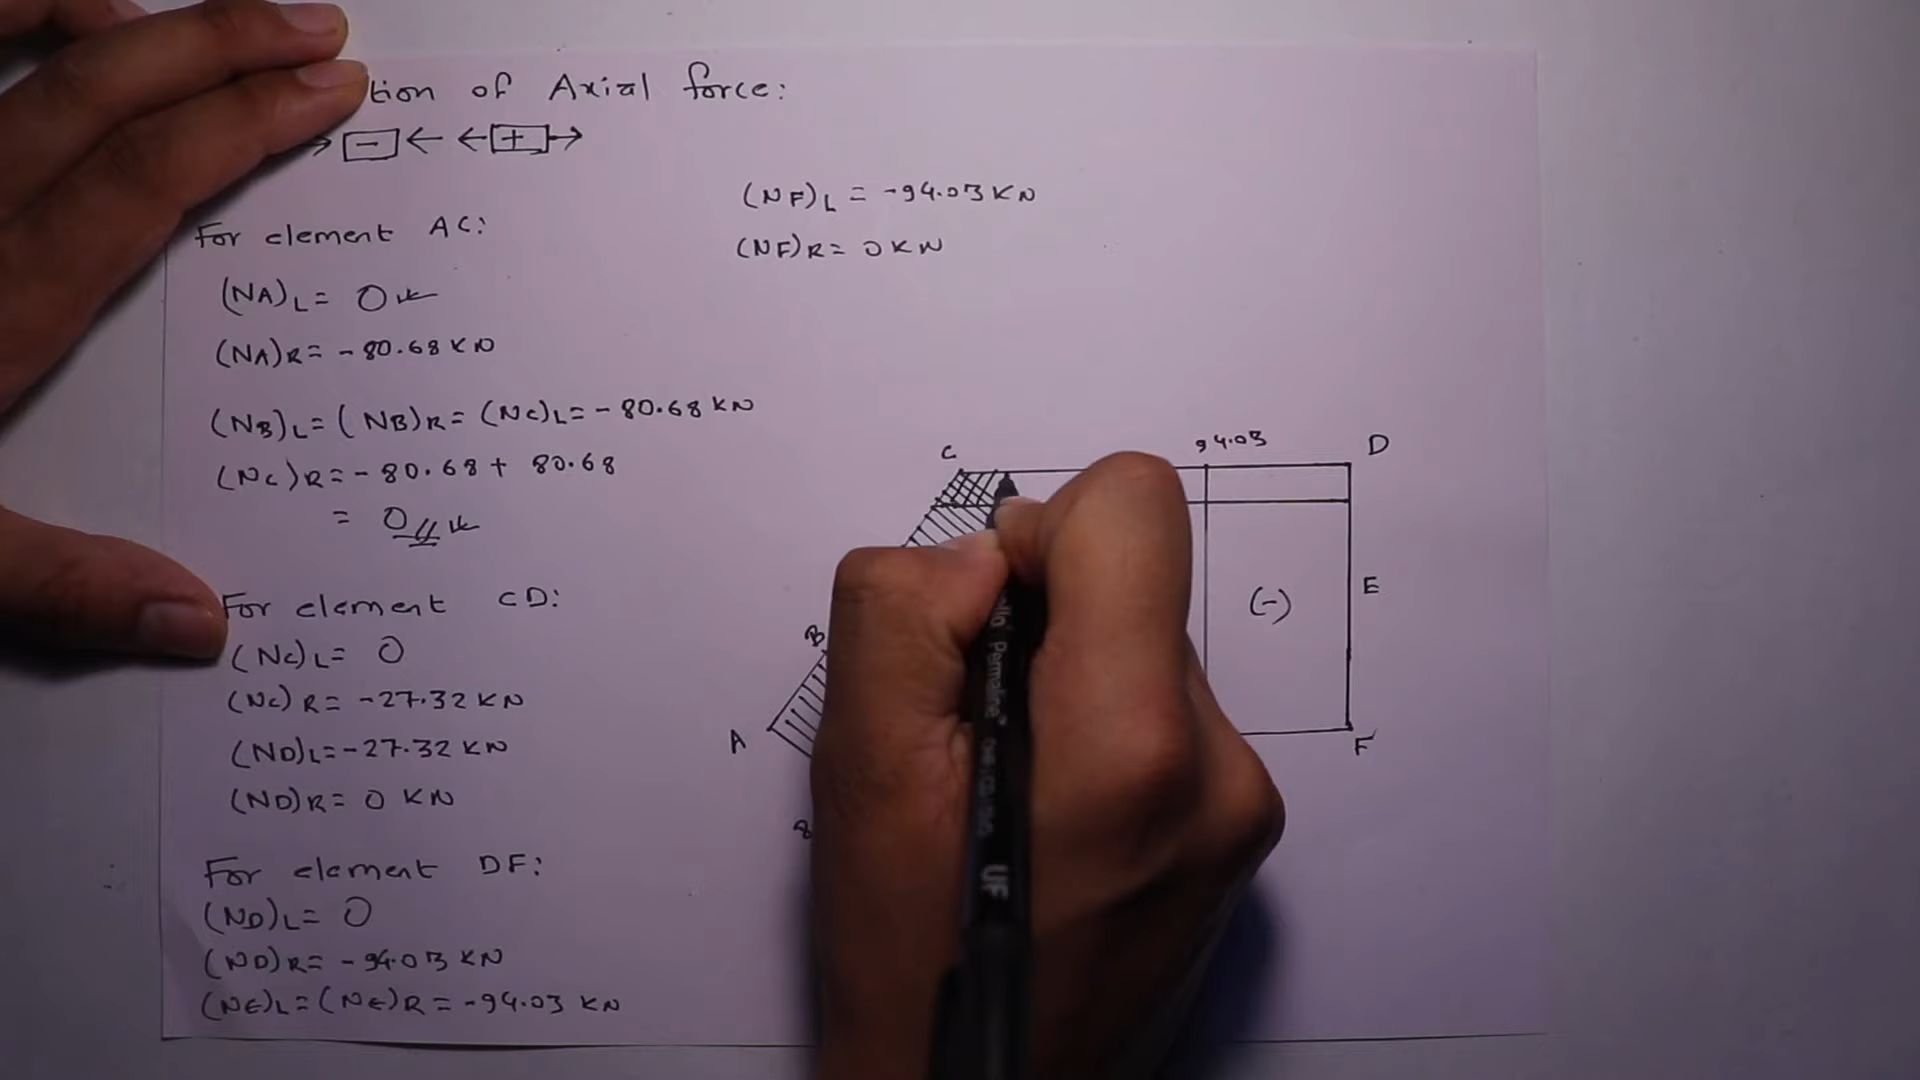 tion of Axial force:
→ - ← ← + →
For element AC:
(NA)L = 0
(NA)R = -80.68 KN
(NB)L = (NB)R = (NC)L = -80.68 KN
(NC)R = -80.68 + 80.68
= 0
For element CD:
(NC)L = 0
(NC)R = -27.32 KN
(ND)L = -27.32 KN
(ND)R = 0 KN
For element DF:
(ND)L = 0
(ND)R = -94.03 KN
(NE)L = (NE)R = -94.03 KN
(NF)L = -94.03 KN
(NF)R = 0 KN
C
94.03
D
E
(-)
B
A
F
8
Permaline
UF